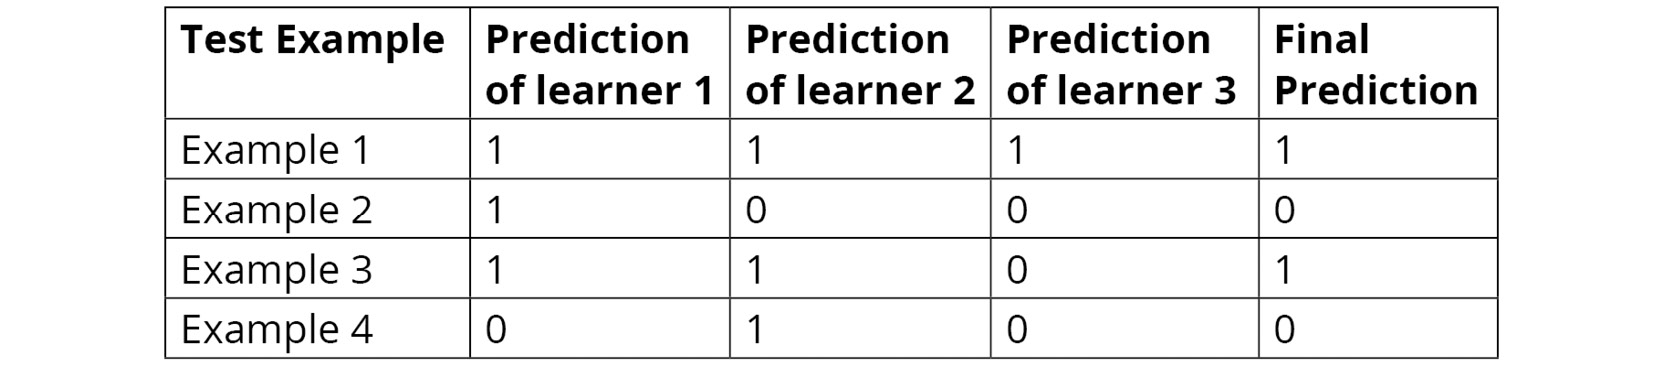 Test Example Prediction of learner 1 Prediction of learner 2 Prediction of learner 3 Final Prediction
Example 1 1 1 1 1
Example 2 1 0 0 0
Example 3 1 1 0 1
Example 4 0 1 0 0